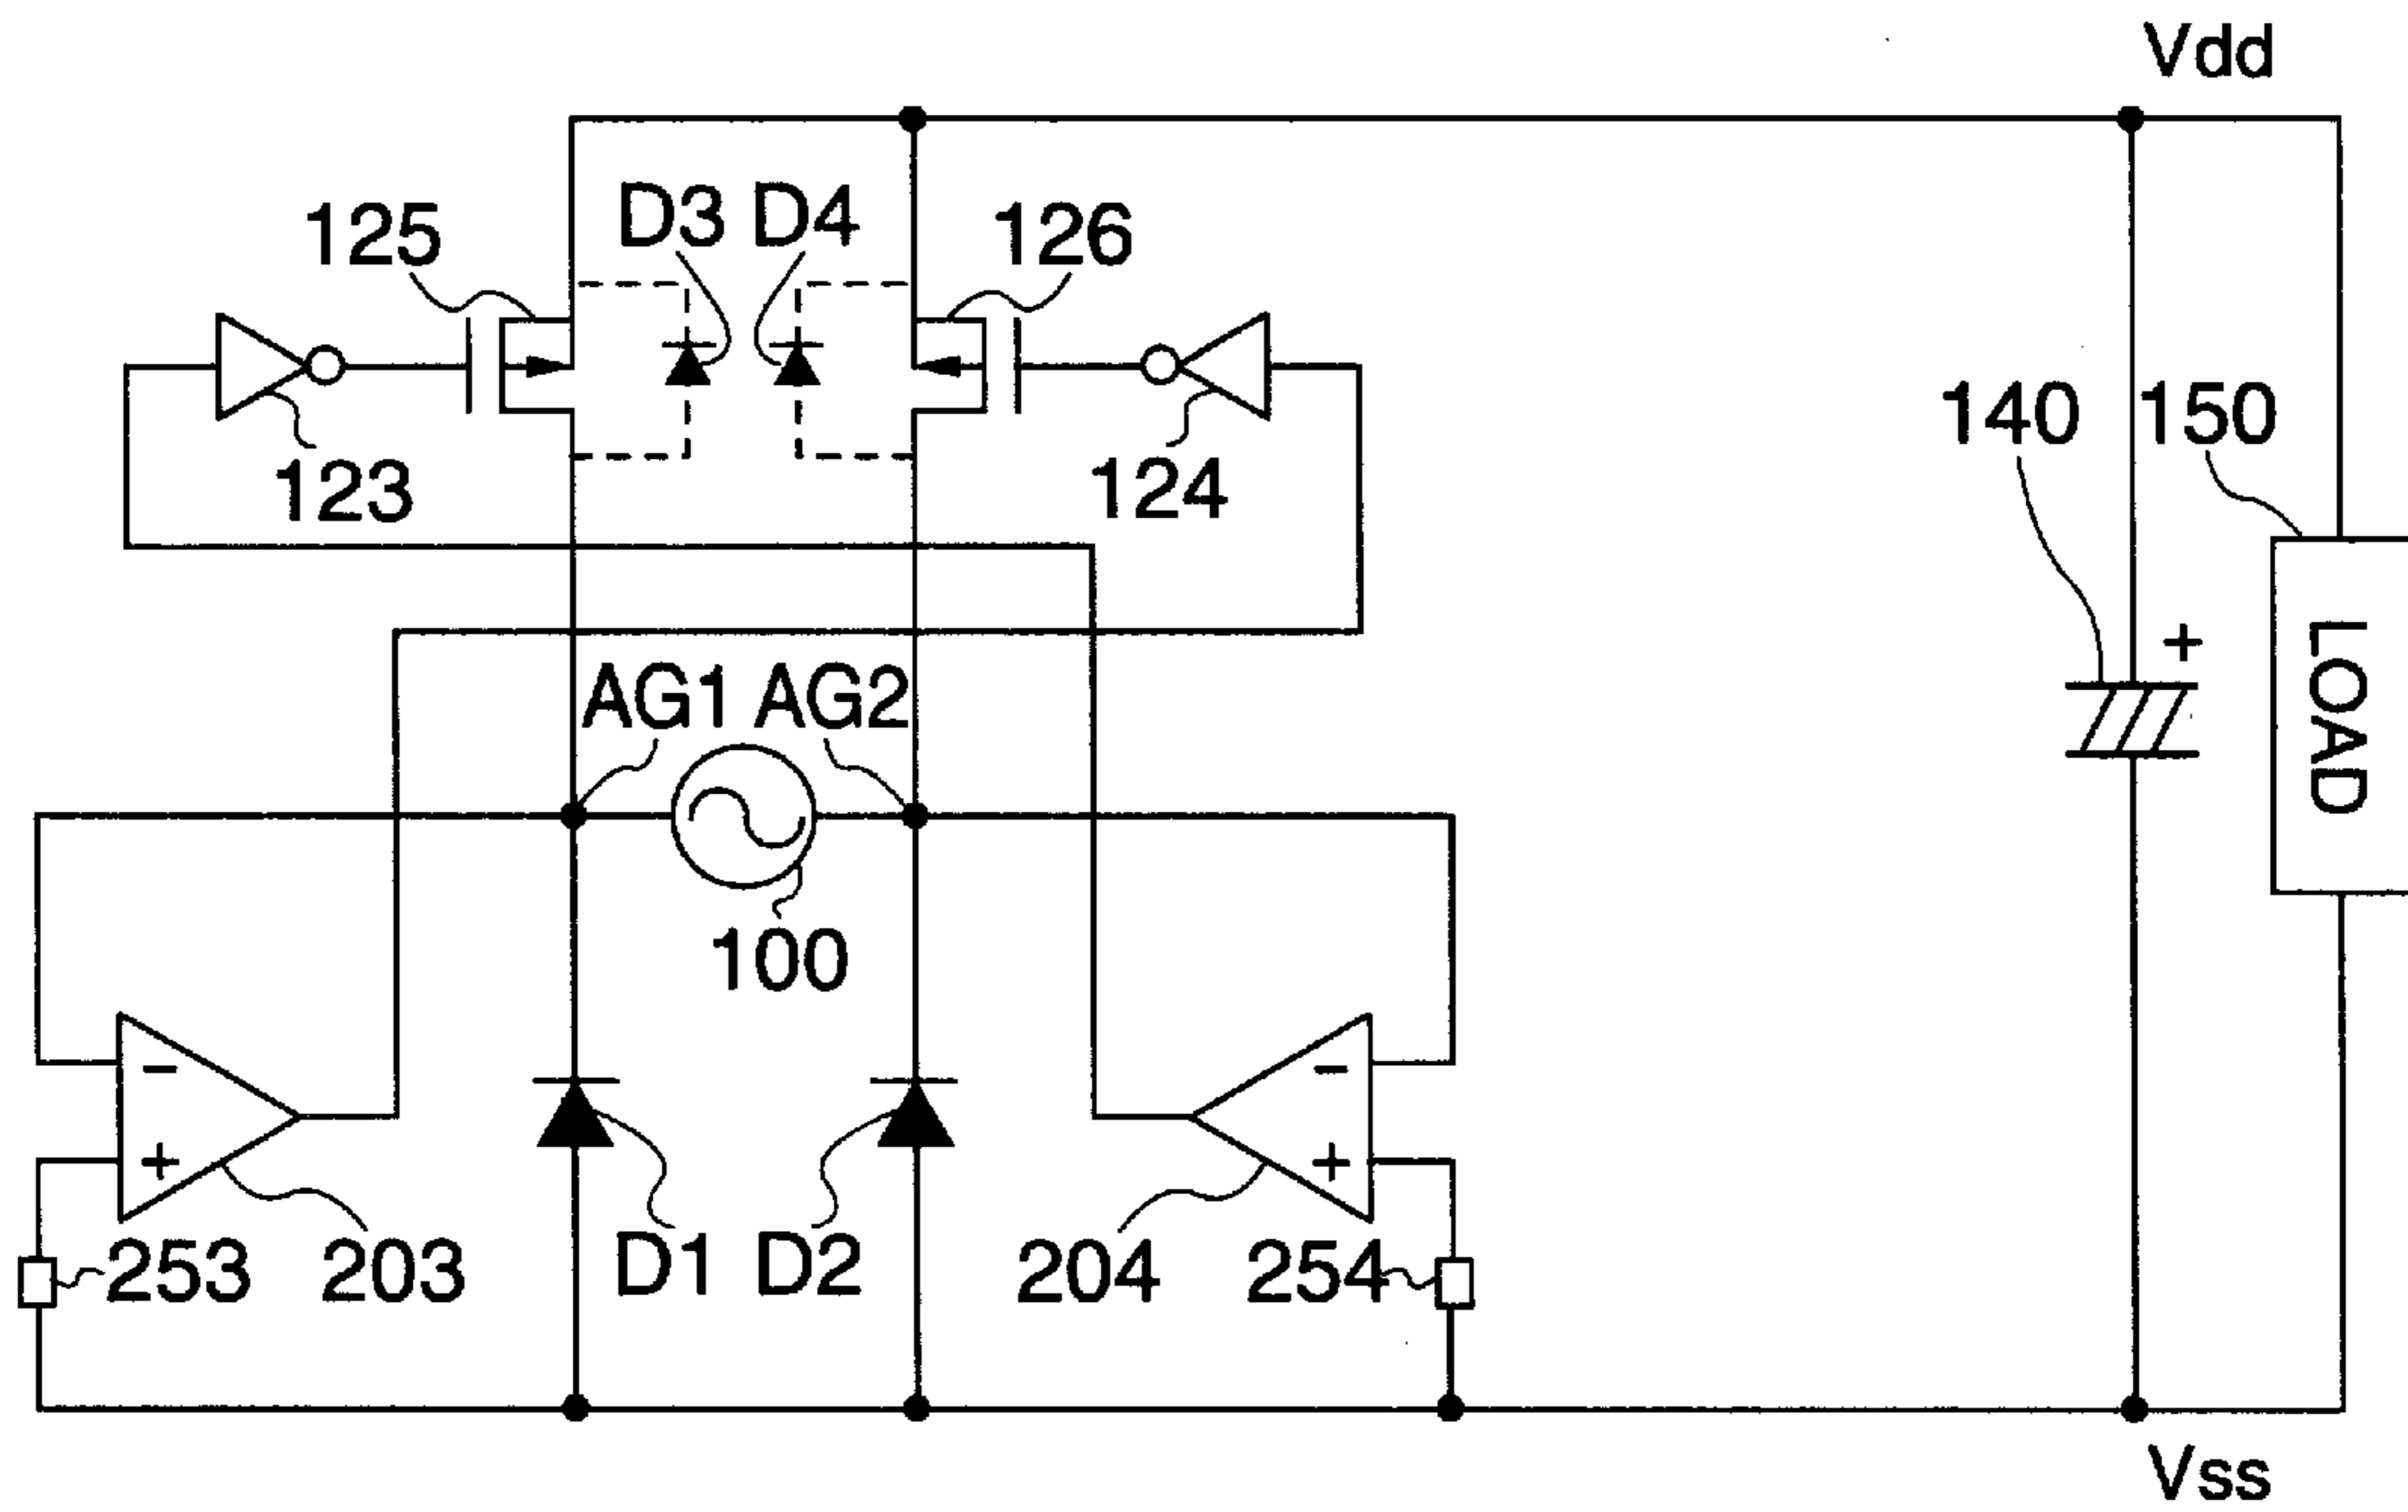 Vdd
125 D3 D4 126
123 124 140 150
+
LOAD
AG1 AG2
100
- -
+ +
253 203 D1 D2 204 254
Vss